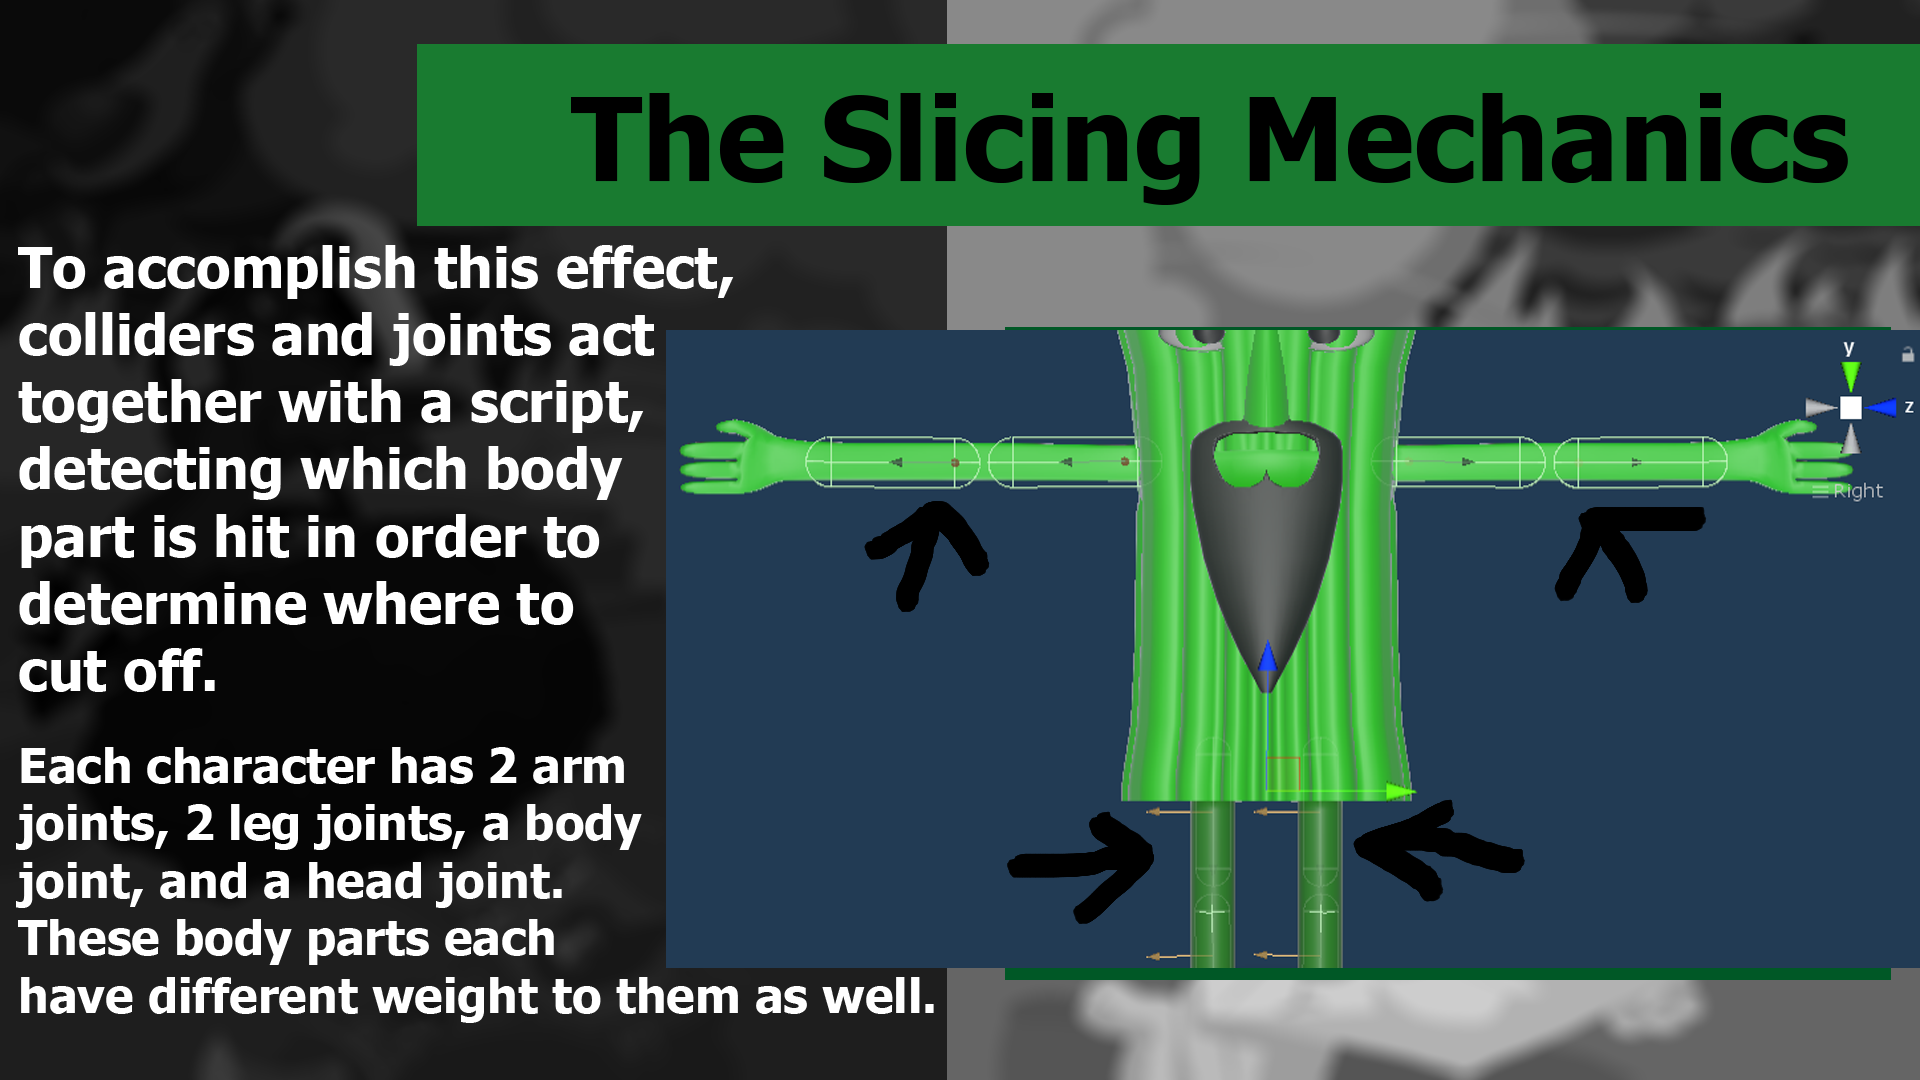 The Slicing Mechanics
To accomplish this effect,
colliders and joints act
together with a script,
detecting which body
part is hit in order to
determine where to
cut off.
Each character has 2 arm
joints, 2 leg joints, a body
joint, and a head joint.
These body parts each
have different weight to them as well.
y
z
Right